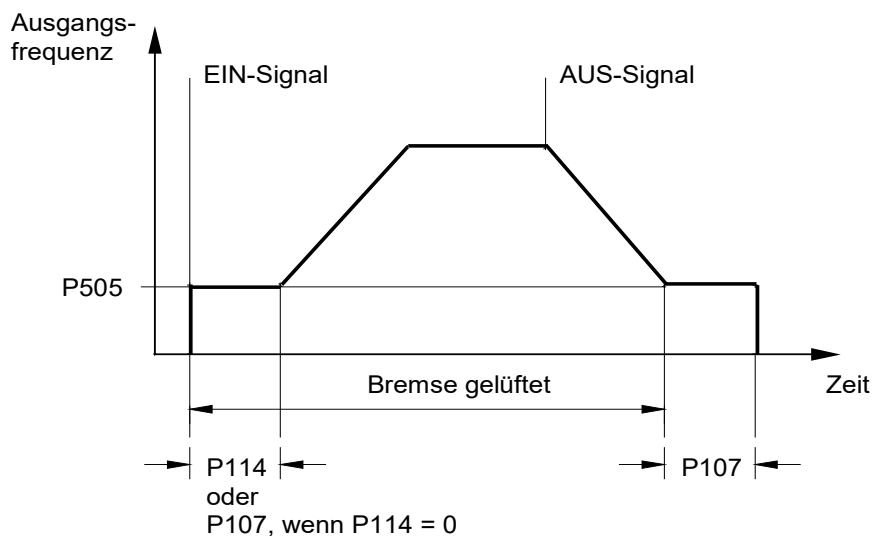 Ausgangs-
frequenz
EIN-Signal
AUS-Signal
P505
Bremse gelüftet
Zeit
P114
oder
P107, wenn P114 = 0
P107